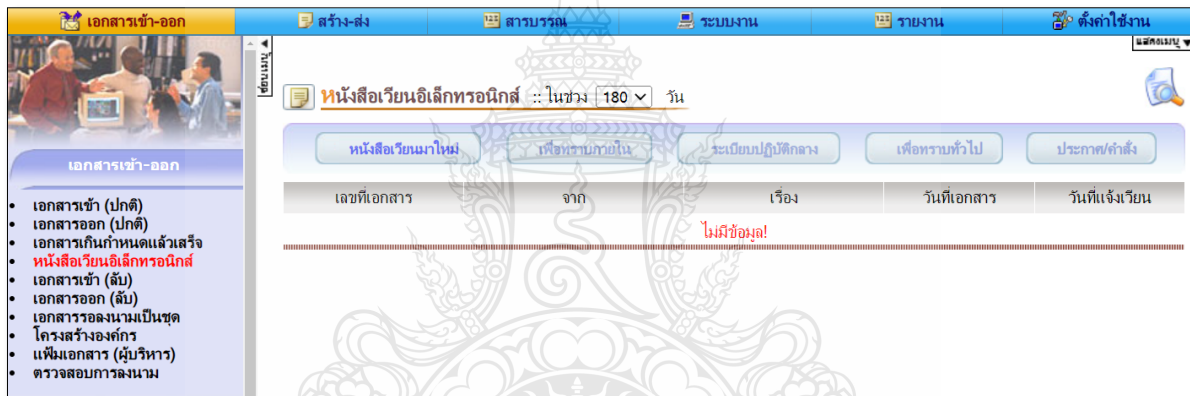 เอกสารเข้า-ออก สร้าง-ส่ง สารบรรณ ระบบงาน รายงาน ตั้งค่าใช้งาน
แสดงเมนู
ซ่อนเมนู
หนังสือเวียนอิเล็กทรอนิกส์ :: ในช่วง 180 วัน
หนังสือเวียนมาใหม่ เพื่อทราบภายใน ระเบียบปฏิบัติกลาง เพื่อทราบทั่วไป ประกาศ/คำสั่ง
เลขที่เอกสาร จาก เรื่อง วันที่เอกสาร วันที่แจ้งเวียน
ไม่มีข้อมูล!
เอกสารเข้า-ออก
เอกสารเข้า (ปกติ)
เอกสารออก (ปกติ)
เอกสารเกินกำหนดแล้วเสร็จ
หนังสือเวียนอิเล็กทรอนิกส์
เอกสารเข้า (ลับ)
เอกสารออก (ลับ)
เอกสารรอลงนามเป็นชุด
โครงสร้างองค์กร
แฟ้มเอกสาร (ผู้บริหาร)
ตรวจสอบการลงนาม